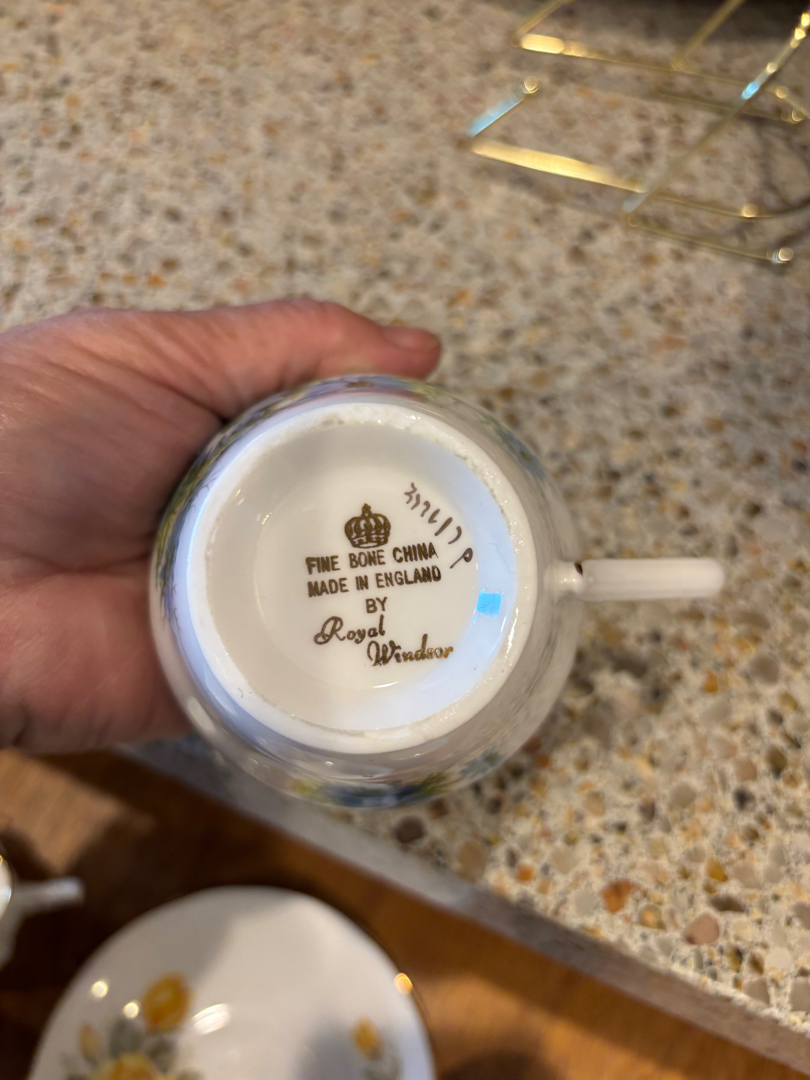 FINE BONE CHINA
MADE IN ENGLAND
BY
Royal
Windsor